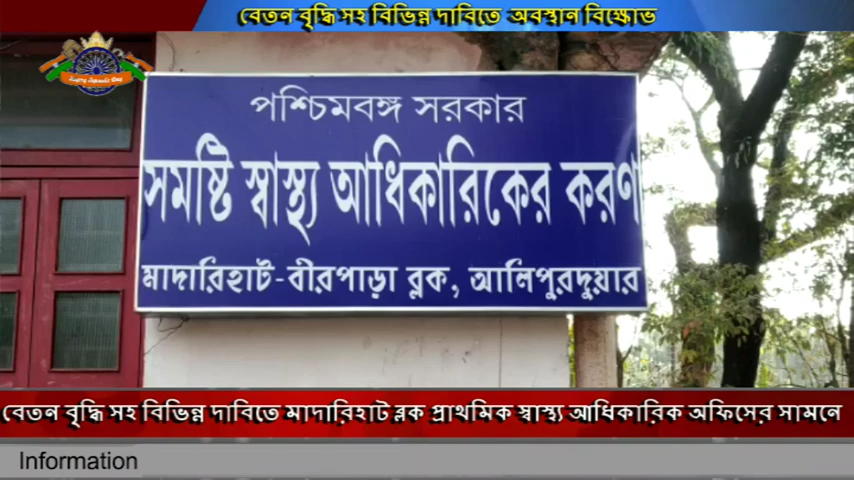 বেতন বৃদ্ধি সহ বিভিন্ন দাবিতে অবস্থান বিক্ষোভ
পশ্চিমবঙ্গ সরকার
সমষ্টি স্বাস্থ্য আধিকারিকের করণ
মাদারিহাট-বীরপাড়া ব্লক, আলিপুরদুয়ার
বেতন বৃদ্ধি সহ বিভিন্ন দাবিতে মাদারিহাট ব্লক প্রাথমিক স্বাস্থ্য আধিকারিক অফিসের সামনে
Information